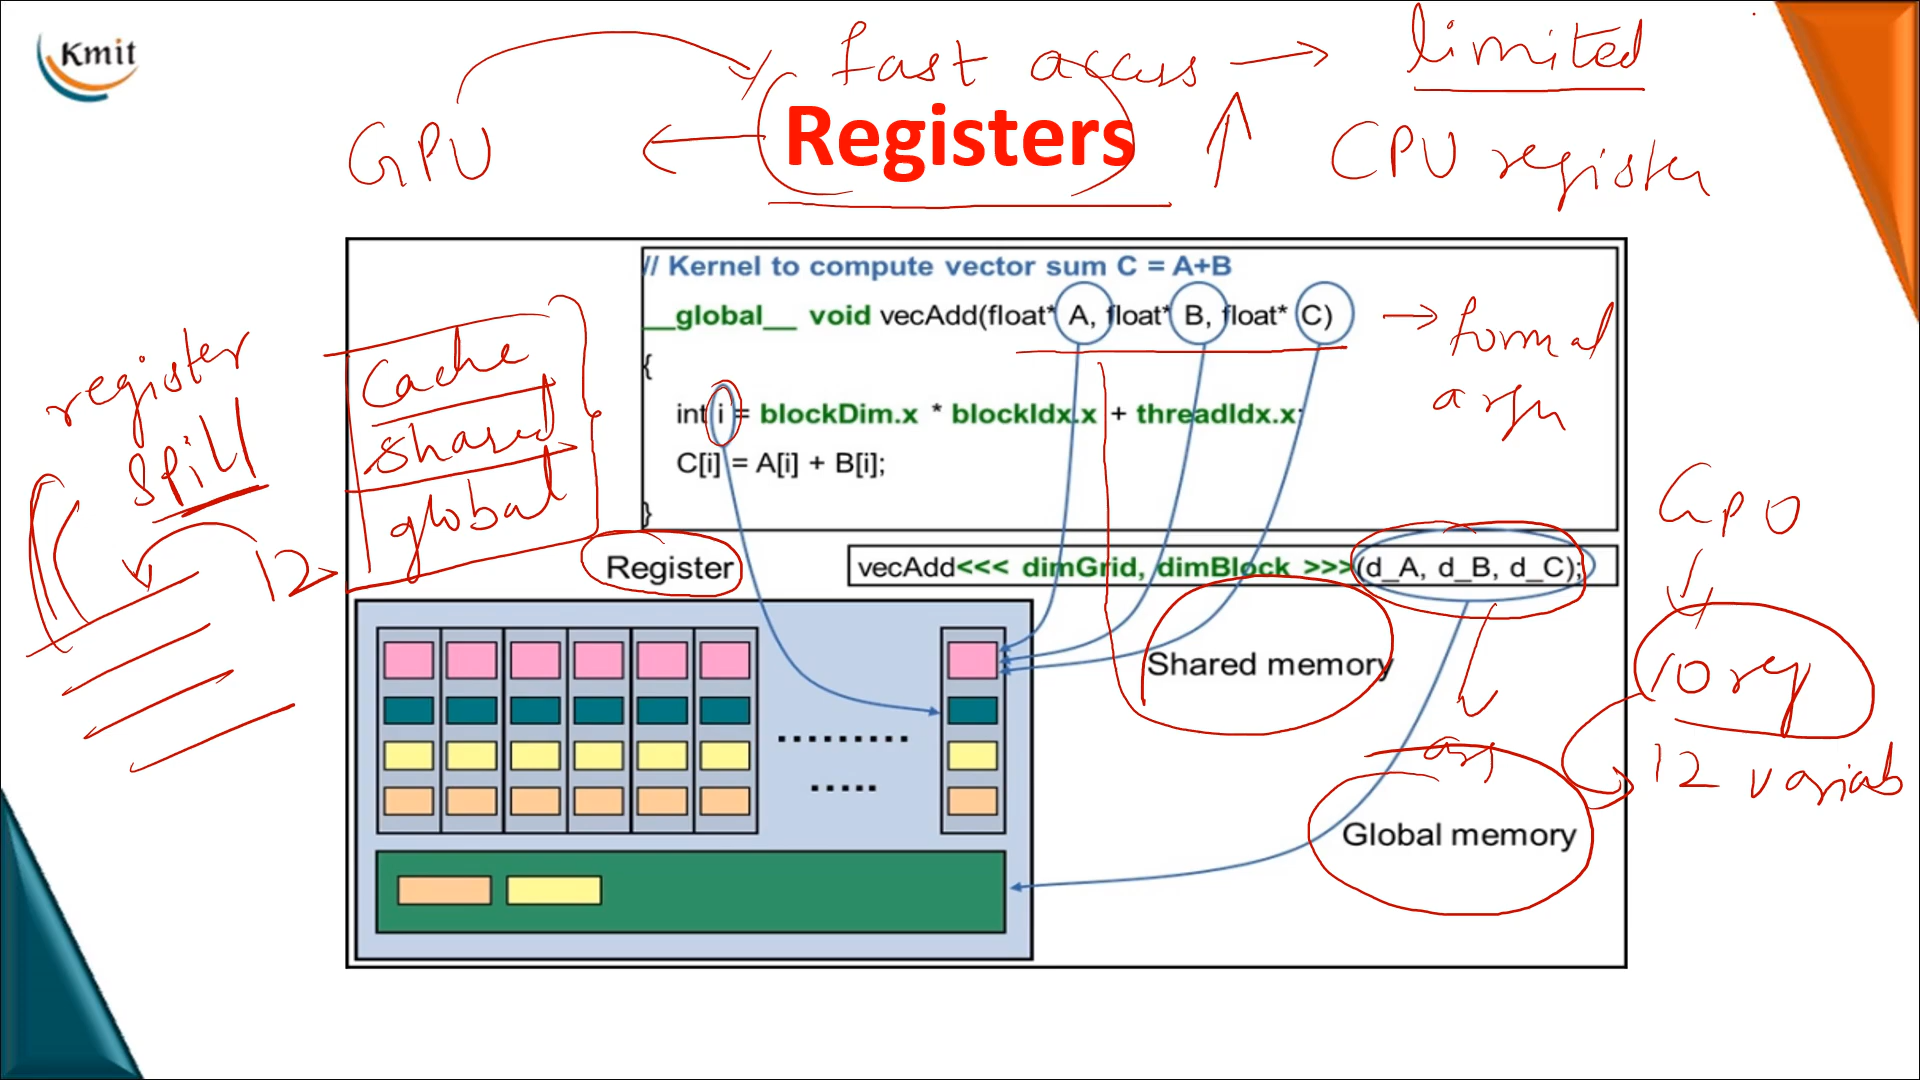 Kmit
fast access → limited
GPU
Registers
CPU register
// Kernel to compute vector sum C = A+B
__global__ void vecAdd(float* A, float* B, float* C)
formal
{
register
cache
int i = blockDim.x * blockIdx.x + threadIdx.x;
shared
C[i] = A[i] + B[i];
spill
global
GPU
}
12
Register
vecAdd<<< dimGrid, dimBlock >>>(d_A, d_B, d_C);
Shared memory
10 reg
12
Global memory